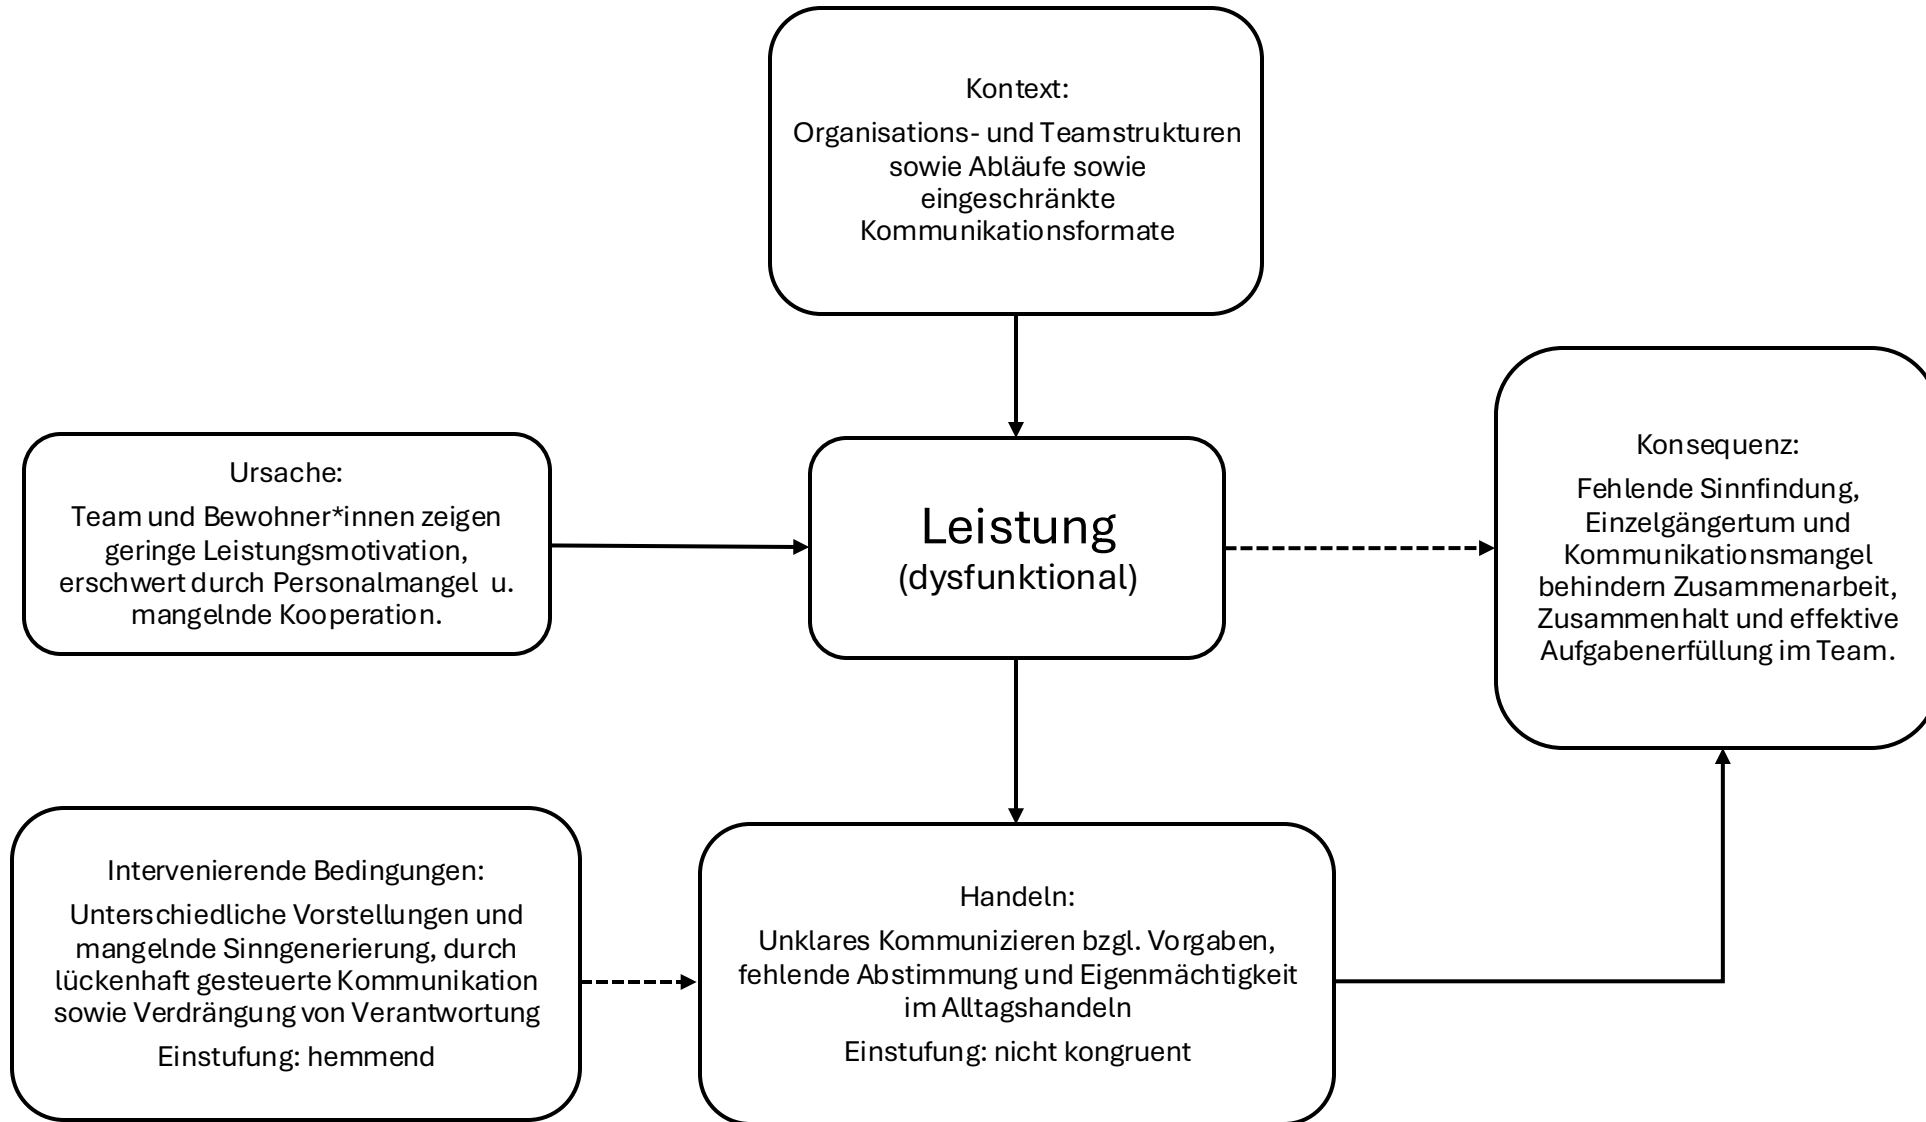 Kontext:
Organisations- und Teamstrukturen
sowie Abläufe sowie
eingeschränkte
Kommunikationsformate
Ursache:
Team und Bewohner*innen zeigen
geringe Leistungsmotivation,
erschwert durch Personalmangel u.
mangelnde Kooperation.
Leistung
(dysfunktional)
Konsequenz:
Fehlende Sinnfindung,
Einzelgängertum und
Kommunikationsmangel
behindern Zusammenarbeit,
Zusammenhalt und effektive
Aufgabenerfüllung im Team.
Intervenierende Bedingungen:
Unterschiedliche Vorstellungen und
mangelnde Sinngenerierung, durch
lückenhaft gesteuerte Kommunikation
sowie Verdrängung von Verantwortung
Einstufung: hemmend
Handeln:
Unklares Kommunizieren bzgl. Vorgaben,
fehlende Abstimmung und Eigenmächtigkeit
im Alltagshandeln
Einstufung: nicht kongruent